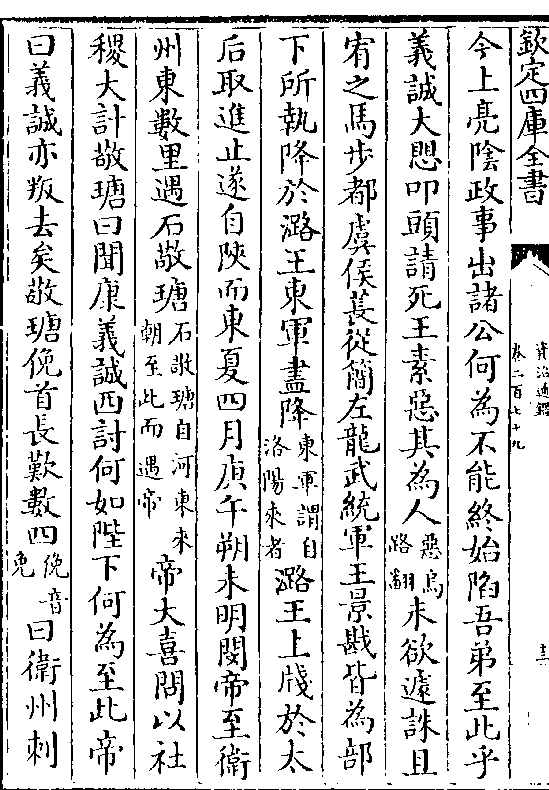 欽定四庫全書
資治通鑑
卷二百七十九
今上亮陰政事出諸公何為不能終始陷吾弟至此乎
義誠大愳叩頭請死王素惡其為人惡烏路翻未欲遽誅且
宥之馬步都虞侯萇從簡左龍武統軍王景戡皆為部
下所執降於潞王東軍盡降東軍謂自洛陽來者潞王上牋於太
后取進止遂自陝而東夏四月庚午朔未明閔帝至衛
州東數里遇石敬瑭石敬瑭自河東來朝至此而遇帝帝大喜問以社
稷大計敬瑭曰聞康義誠西討何如陛下何為至此帝
曰義誠亦叛去矣敬瑭俛首長歎數四俛音免曰衛州刺